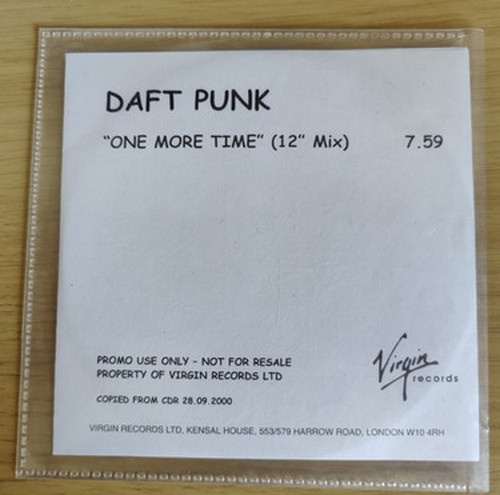 DAFT PUNK
"ONE MORE TIME" (12" Mix) 7.59
PROMO USE ONLY - NOT FOR RESALE
PROPERTY OF VIRGIN RECORDS LTD
Virgin
records
COPIED FROM CDR 28.09.2000
VIRGIN RECORDS LTD, KENSAL HOUSE, 553/579 HARROW ROAD, LONDON W10 4RH